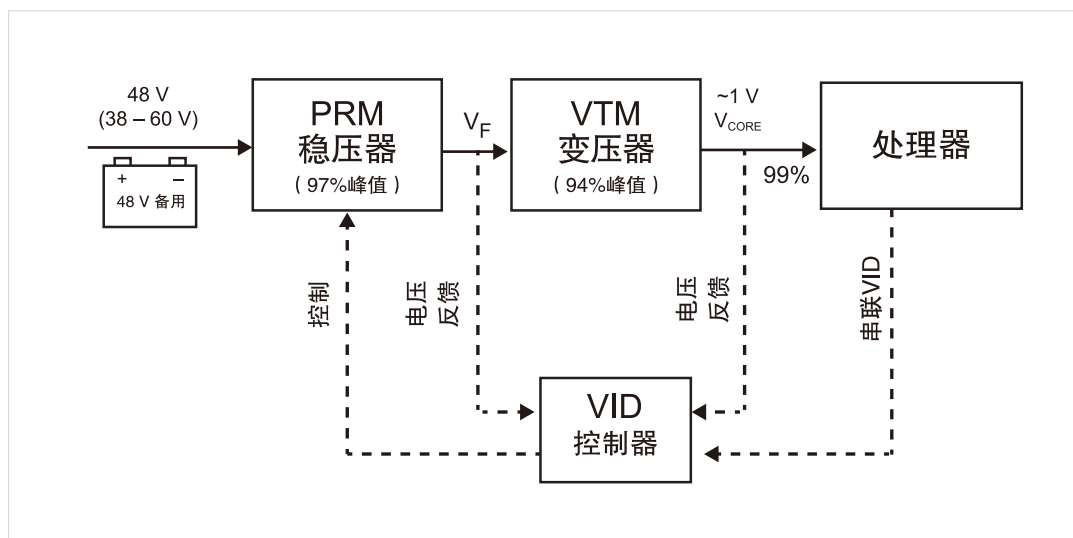 48 V
(38 – 60 V)
+ –
48 V 备用
PRM
稳压器
(97%峰值)
V_F
VTM
变压器
(94%峰值)
~1 V
V_CORE
99%
处理器
控制
电压
反馈
电压
反馈
串联VID
VID
控制器